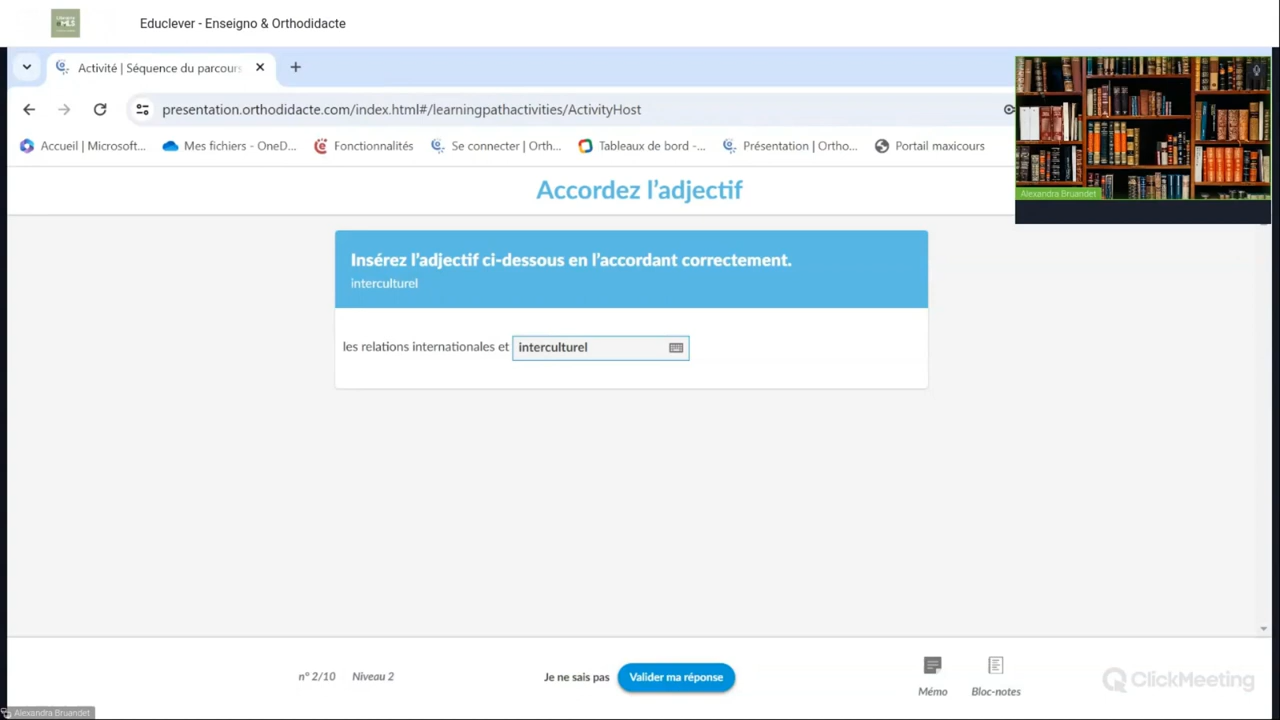 Educlever - Enseigno & Orthodidacte
Activité | Séquence du parcours
presentation.orthodidacte.com/index.html#/learningpathactivities/ActivityHost
Accueil | Microsoft...
Mes fichiers - OneD...
Fonctionnalités
Se connecter | Orth...
Tableaux de bord -...
Présentation | Ortho...
Portail maxicours
Alexandra Bruandet
Accordez l’adjectif
Insérez l’adjectif ci-dessous en l’accordant correctement.
interculturel
les relations internationales et interculturel
n° 2/10 Niveau 2
Je ne sais pas
Valider ma réponse
Mémo
Bloc-notes
ClickMeeting
Alexandra Bruandet